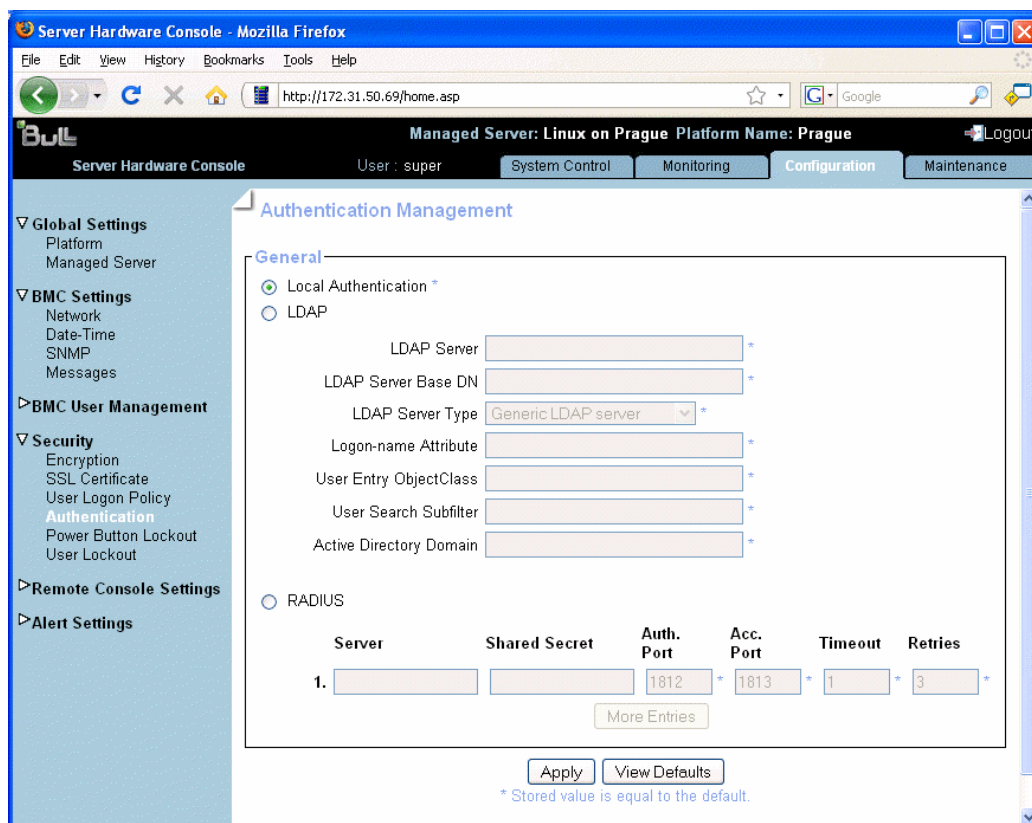 Server Hardware Console - Mozilla Firefox
File Edit View History Bookmarks Tools Help
http://172.31.50.69/home.asp
G Google
Bull
Managed Server: Linux on Prague Platform Name: Prague
Logout
Server Hardware Console
User : super
System Control
Monitoring
Configuration
Maintenance
Global Settings
Platform
Managed Server
BMC Settings
Network
Date-Time
SNMP
Messages
BMC User Management
Security
Encryption
SSL Certificate
User Logon Policy
Authentication
Power Button Lockout
User Lockout
Remote Console Settings
Alert Settings
Authentication Management
General
Local Authentication *
LDAP
LDAP Server *
LDAP Server Base DN *
LDAP Server Type Generic LDAP server *
Logon-name Attribute *
User Entry ObjectClass *
User Search Subfilter *
Active Directory Domain *
RADIUS
Server Shared Secret Auth. Port Acc. Port Timeout Retries
1. 1812 * 1813 * 1 * 3 *
More Entries
Apply View Defaults
* Stored value is equal to the default.